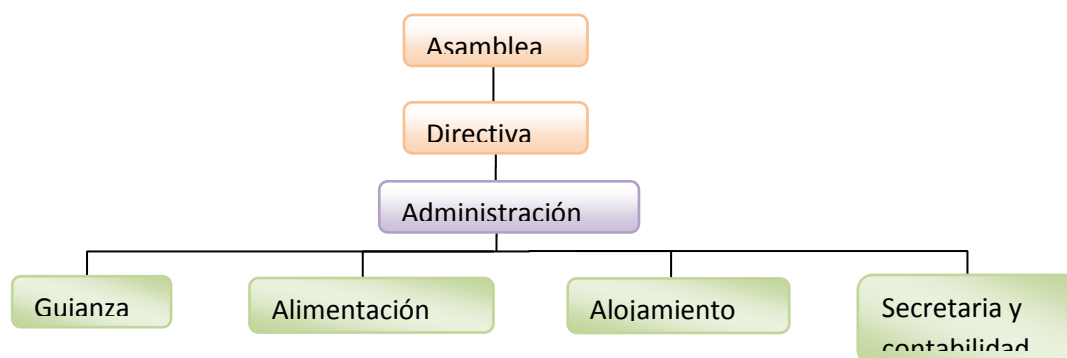 Asamblea
Directiva
Administración
Guianza
Alimentación
Alojamiento
Secretaria y
contabilidad